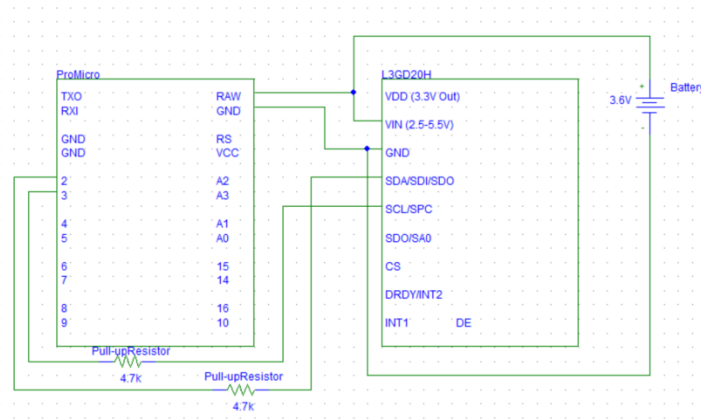 ProMicro
TXO RAW
RXI GND
GND RS
GND VCC
2 A2
3 A3
4 A1
5 A0
6 15
7 14
8 16
9 10
L3GD20H
VDD (3.3V Out)
VIN (2.5-5.5V)
GND
SDA/SDI/SDO
SCL/SPC
SDO/SA0
CS
DRDY/INT2
INT1 DE
Battery
+
3.6V
-
Pull-upResistor
4.7k
Pull-upResistor
4.7k